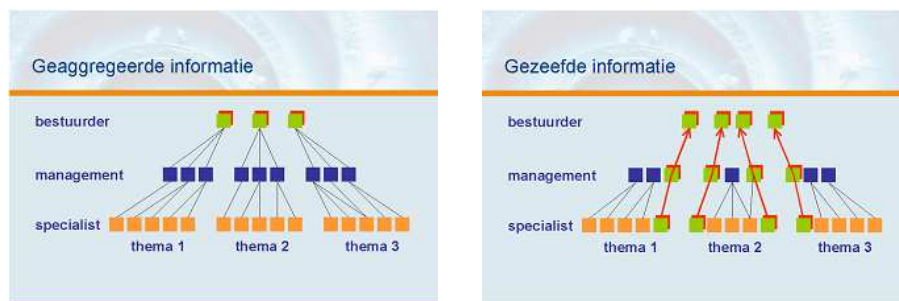 Geaggregeerde informatie
bestuurder
management
specialist
thema 1 thema 2 thema 3
Gezeefde informatie
bestuurder
management
specialist
thema 1 thema 2 thema 3